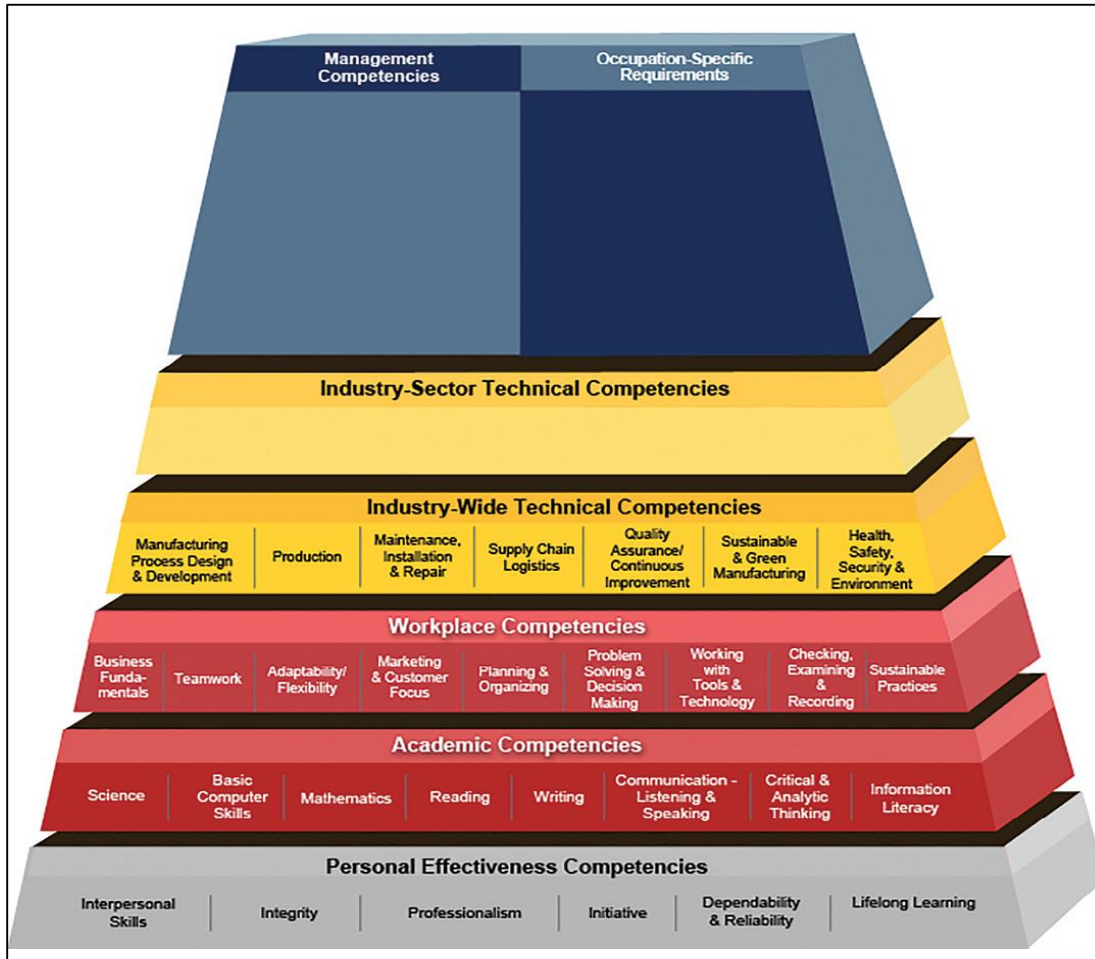 Management
Competencies
Occupation-Specific
Requirements
Industry-Sector Technical Competencies
Industry-Wide Technical Competencies
Manufacturing
Process Design
& Development
Production
Maintenance,
Installation
& Repair
Supply Chain
Logistics
Quality
Assurance/
Continuous
Improvement
Sustainable
& Green
Manufacturing
Health,
Safety,
Security &
Environment
Workplace Competencies
Business
Funda-
mentals
Teamwork
Adaptability/
Flexibility
Marketing
& Customer
Focus
Planning &
Organizing
Problem
Solving &
Decision
Making
Working
with
Tools &
Technology
Checking,
Examining
&
Recording
Sustainable
Practices
Academic Competencies
Science
Basic
Computer
Skills
Mathematics
Reading
Writing
Communication -
Listening &
Speaking
Critical &
Analytic
Thinking
Information
Literacy
Personal Effectiveness Competencies
Interpersonal
Skills
Integrity
Professionalism
Initiative
Dependability
& Reliability
Lifelong Learning